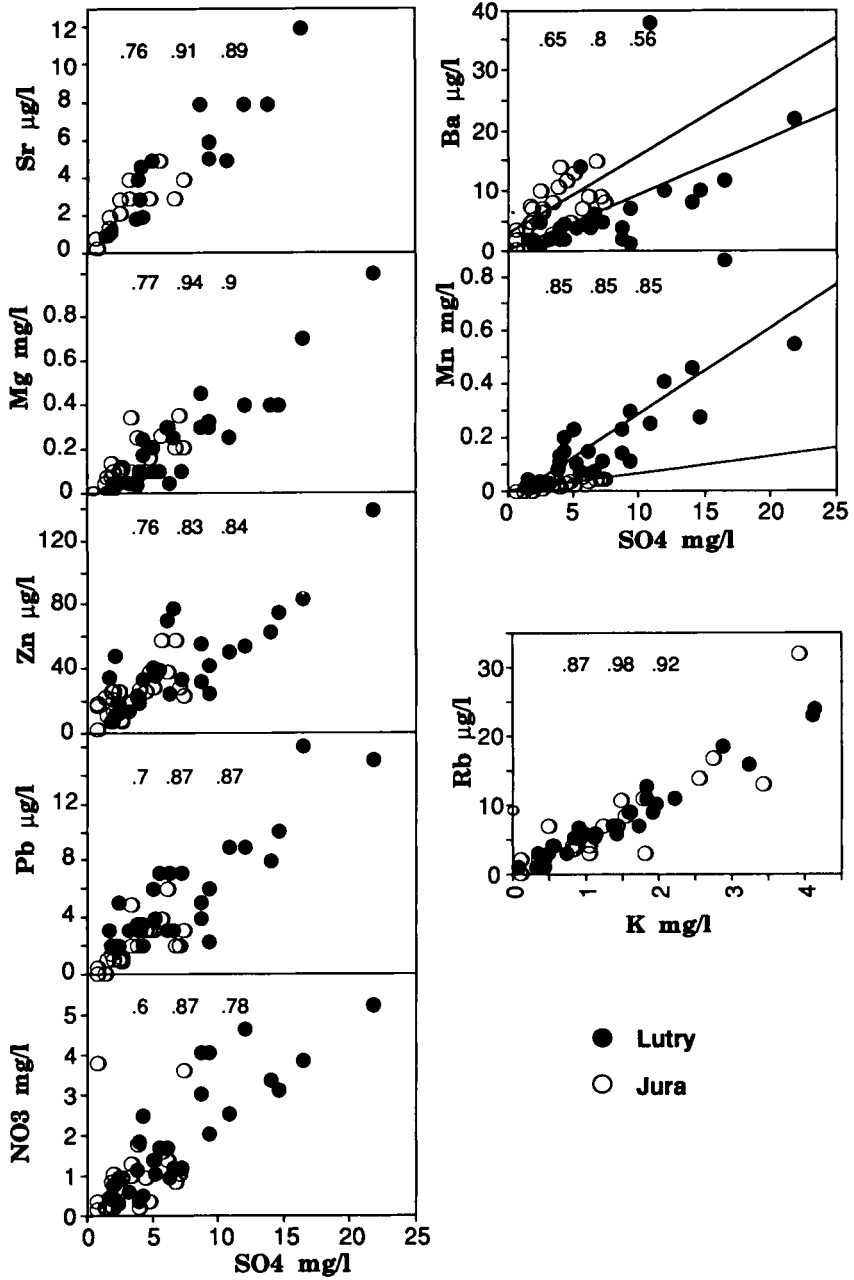 12
10
8
6
4
2
0
Sr µg/l
.76 .91 .89
0.8
0.6
0.4
0.2
0
Mg mg/l
.77 .94 .9
120
80
40
0
Zn µg/l
.76 .83 .84
12
8
4
0
Pb µg/l
.7 .87 .87
5
4
3
2
1
0
NO3 mg/l
.6 .87 .78
0 5 10 15 20 25
SO4 mg/l
40
30
20
10
0
Ba µg/l
.65 .8 .56
0.8
0.6
0.4
0.2
0
Mn mg/l
.85 .85 .85
0 5 10 15 20 25
SO4 mg/l
30
20
10
0
Rb µg/l
.87 .98 .92
0 1 2 3 4
K mg/l
Lutry
Jura